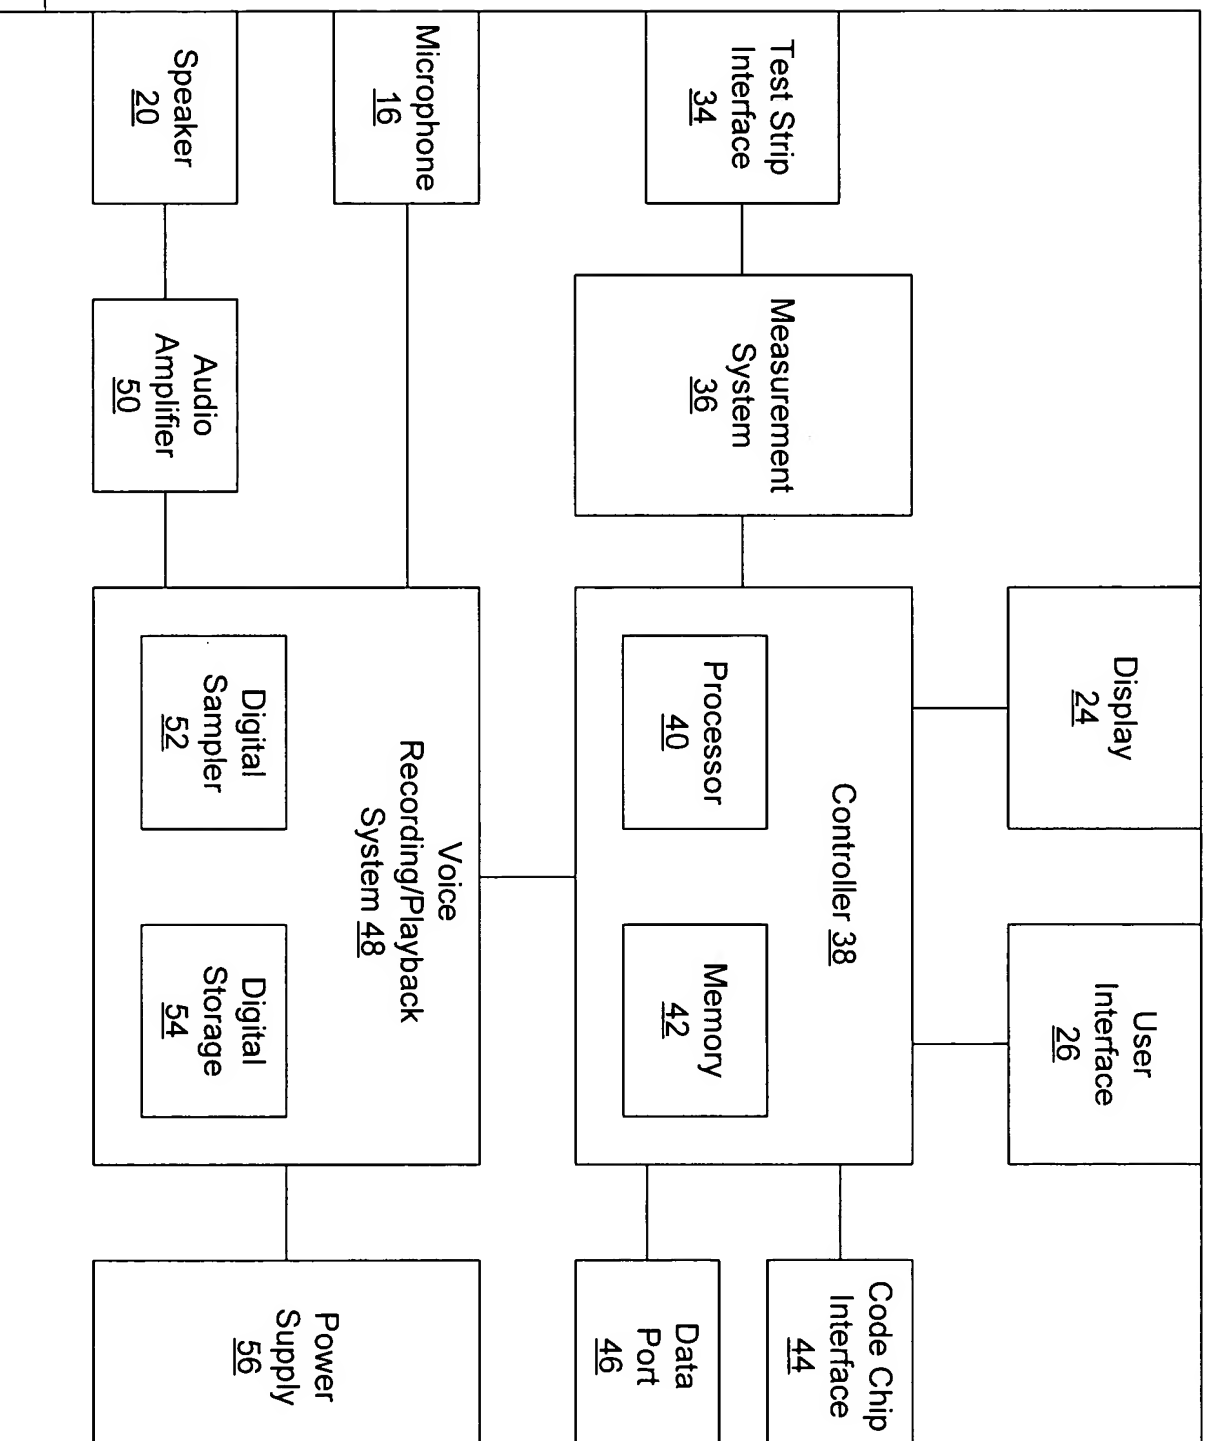 Display
24
User
Interface
26
Test Strip
Interface
34
Measurement
System
36
Controller 38
Processor
40
Memory
42
Code Chip
Interface
44
Data
Port
46
Microphone
16
Voice
Recording/Playback
System 48
Speaker
20
Audio
Amplifier
50
Digital
Sampler
52
Digital
Storage
54
Power
Supply
56